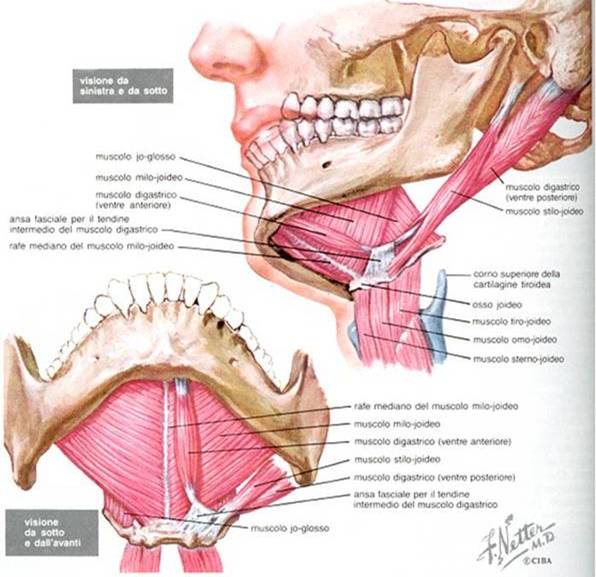 visione da
sinistra e da sotto
muscolo jo-glosso
muscolo milo-joideo
muscolo digastrico
(ventre anteriore)
ansa fasciale per il tendine
intermedio del muscolo digastrico
rafe mediano del muscolo milo-joideo
muscolo digastrico
(ventre posteriore)
muscolo stilo-joideo
corno superiore della
cartilagine tiroidea
osso joideo
muscolo tiro-joideo
muscolo omo-joideo
muscolo sterno-joideo
rafe mediano del muscolo milo-joideo
muscolo milo-joideo
muscolo digastrico (ventre anteriore)
muscolo stilo-joideo
muscolo digastrico (ventre posteriore)
ansa fasciale per il tendine
intermedio del muscolo digastrico
muscolo jo-glosso
visione
da sotto
e dall'avanti
F. Netter
M.D.
©CIBA